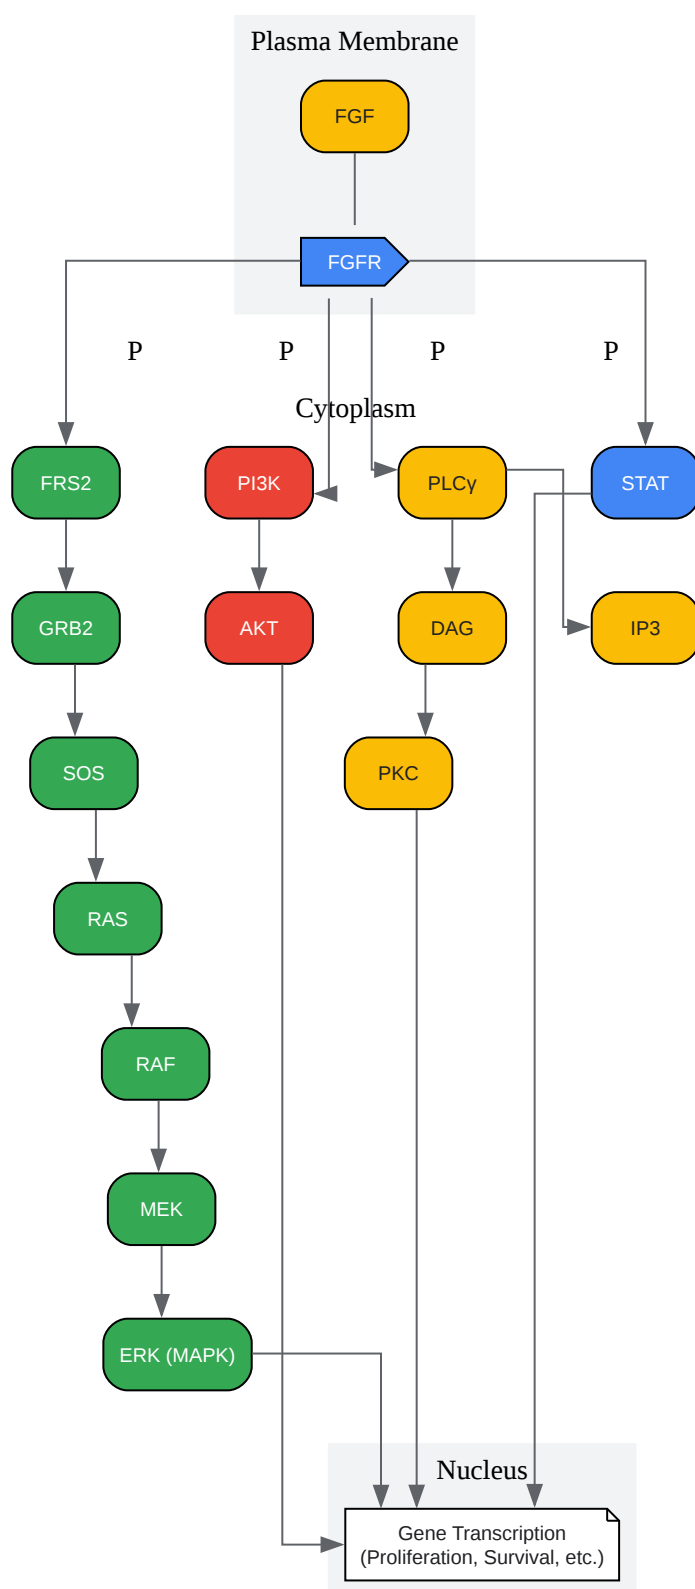 Plasma Membrane
FGF
FGFR
P
P
P
P
Cytoplasm
FRS2
PI3K
PLCγ
STAT
GRB2
AKT
DAG
IP3
SOS
PKC
RAS
RAF
MEK
ERK (MAPK)
Nucleus
Gene Transcription
(Proliferation, Survival, etc.)